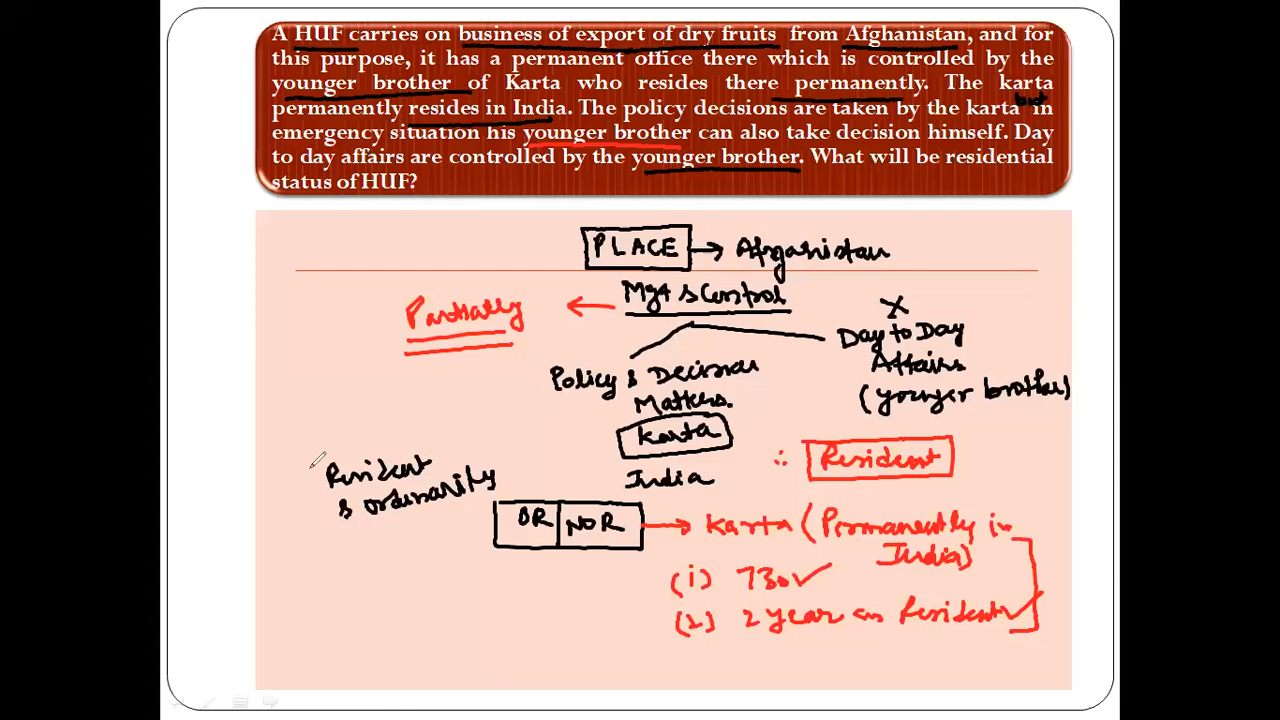 A HUF carries on business of export of dry fruits from Afghanistan, and for
this purpose, it has a permanent office there which is controlled by the
younger brother of Karta who resides there permanently. The karta
permanently resides in India. The policy decisions are taken by the karta but in
emergency situation his younger brother can also take decision himself. Day
to day affairs are controlled by the younger brother. What will be residential
status of HUF?
PLACE → Afganistan
Mgt & Control
Partially ←
X
Day to Day
Affairs
(younger brother)
Policy & Decision
Matters.
Karta
India
∴ Resident
Resident
& ordinarily
OR NOR → Karta (Permanently in
India)
(i) 730 ✓
(2) 2 year as Resident ✓